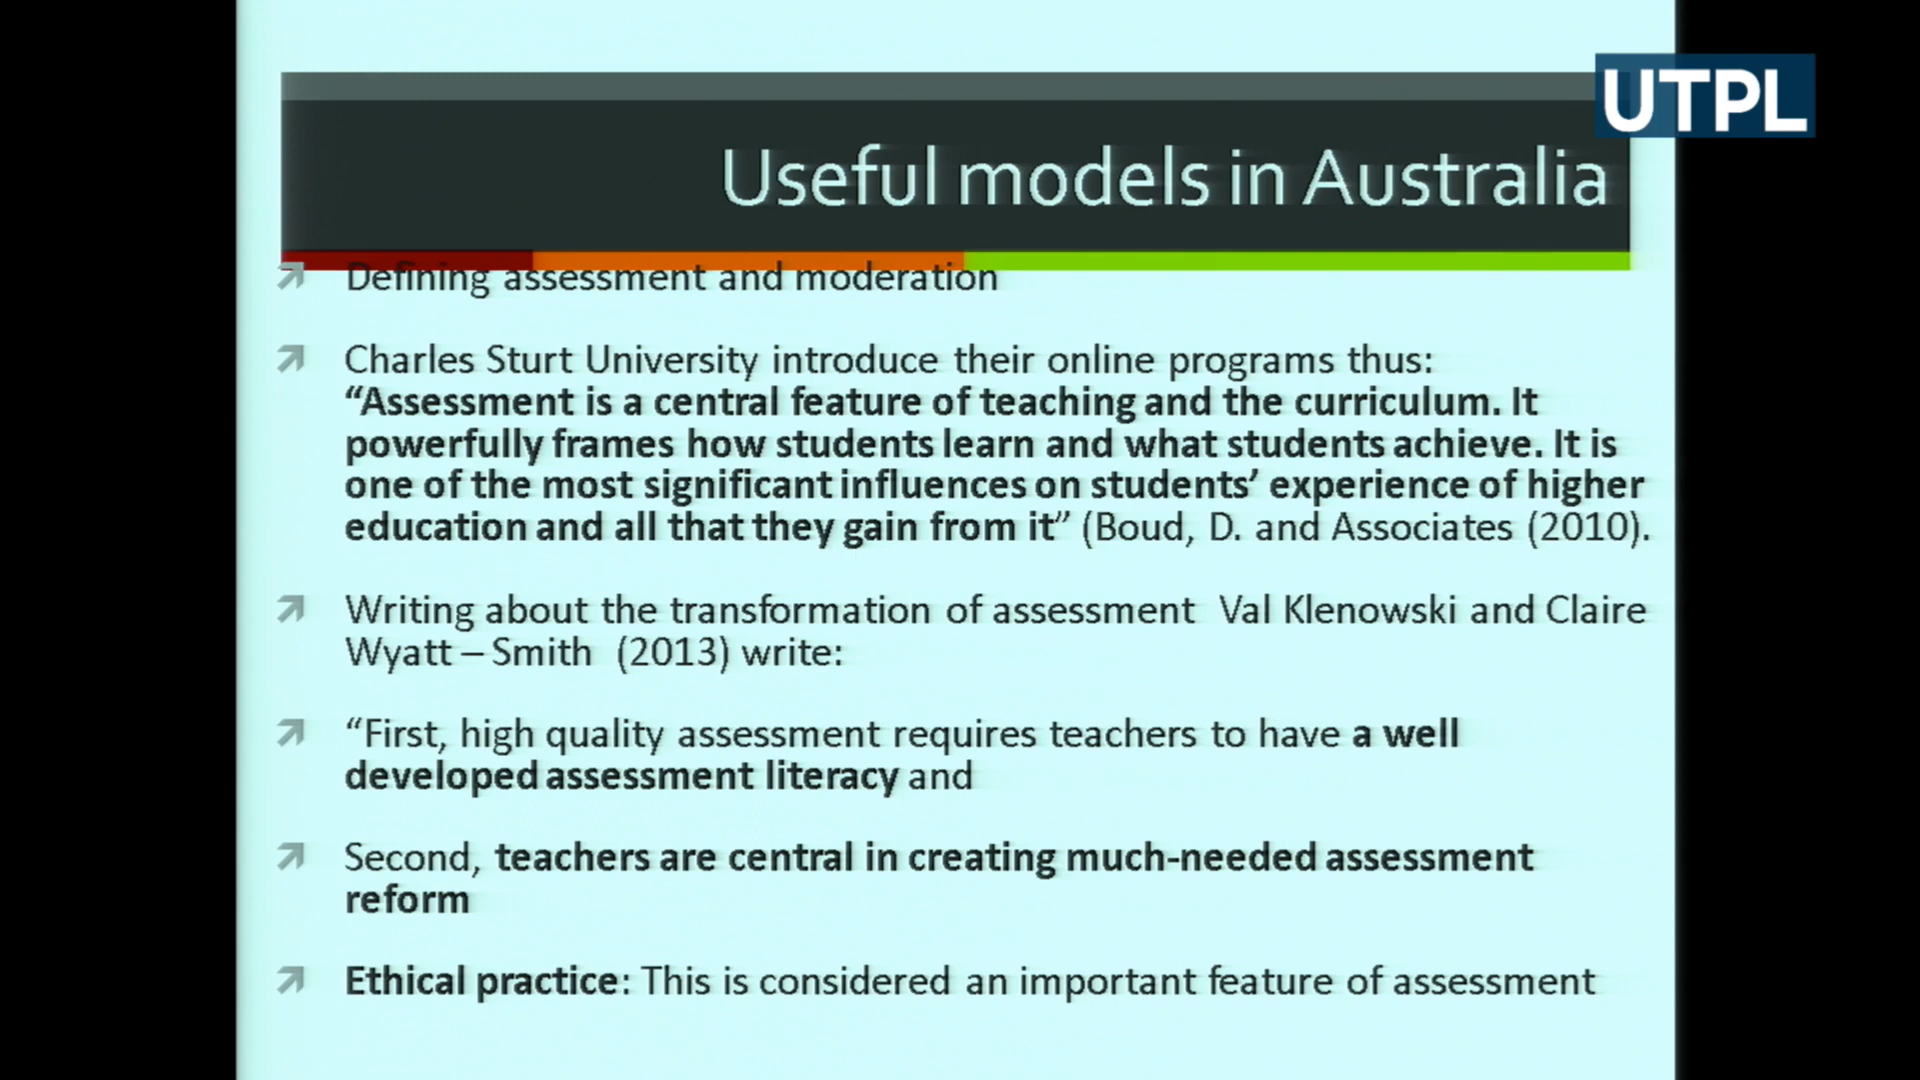 UTPL
Useful models in Australia
Defining assessment and moderation
Charles Sturt University introduce their online programs thus:
“Assessment is a central feature of teaching and the curriculum. It
powerfully frames how students learn and what students achieve. It is
one of the most significant influences on students’ experience of higher
education and all that they gain from it” (Boud, D. and Associates (2010).
Writing about the transformation of assessment Val Klenowski and Claire
Wyatt – Smith (2013) write:
“First, high quality assessment requires teachers to have a well
developed assessment literacy and
Second, teachers are central in creating much-needed assessment
reform
Ethical practice: This is considered an important feature of assessment